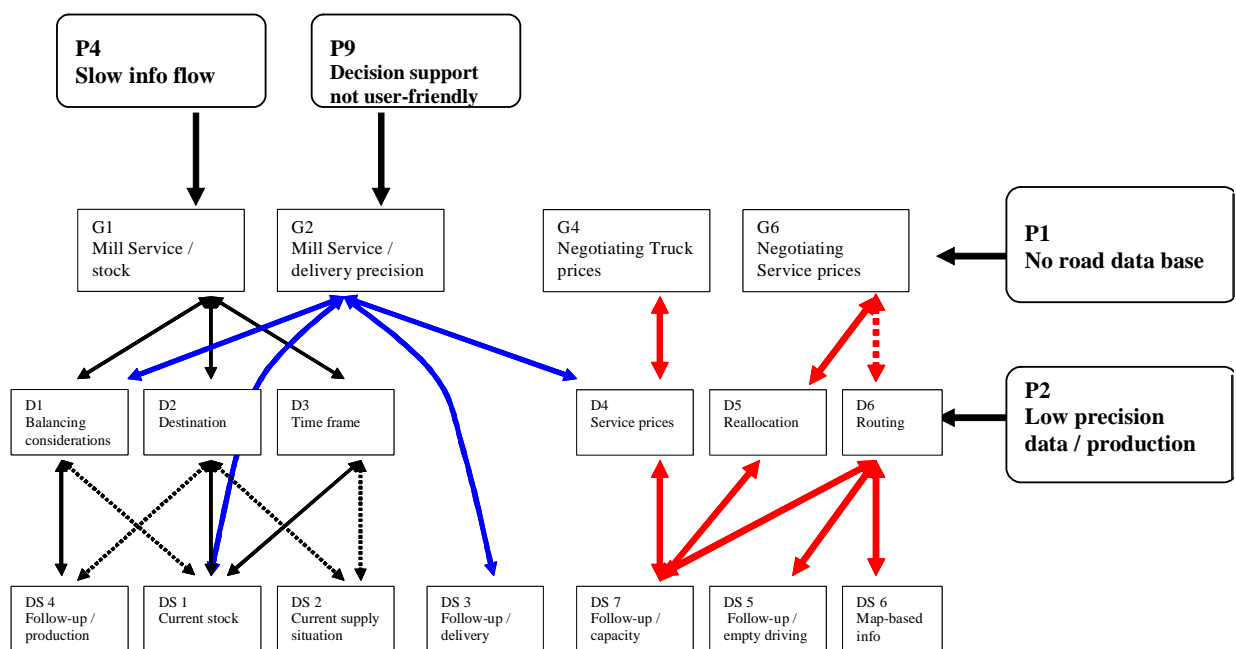 P4
Slow info flow
P9
Decision support
not user-friendly
G1
Mill Service /
stock
G2
Mill Service /
delivery precision
G4
Negotiating Truck
prices
G6
Negotiating
Service prices
P1
No road data base
D1
Balancing
considerations
D2
Destination
D3
Time frame
D4
Service prices
D5
Reallocation
D6
Routing
P2
Low precision
data / production
DS 4
Follow-up /
production
DS 1
Current stock
DS 2
Current supply
situation
DS 3
Follow-up /
delivery
DS 7
Follow-up /
capacity
DS 5
Follow-up /
empty driving
DS 6
Map-based
info